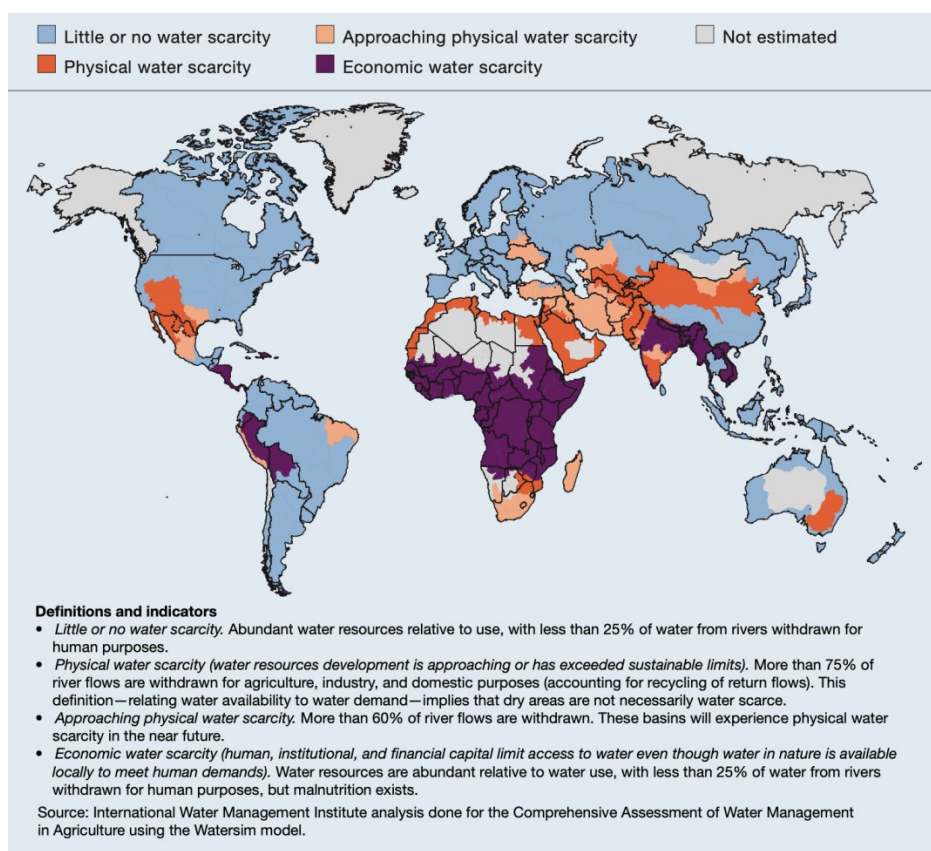 Little or no water scarcity
Approaching physical water scarcity
Not estimated
Physical water scarcity
Economic water scarcity
Definitions and indicators
• Little or no water scarcity. Abundant water resources relative to use, with less than 25% of water from rivers withdrawn for
human purposes.
• Physical water scarcity (water resources development is approaching or has exceeded sustainable limits). More than 75% of
river flows are withdrawn for agriculture, industry, and domestic purposes (accounting for recycling of return flows). This
definition—relating water availability to water demand—implies that dry areas are not necessarily water scarce.
• Approaching physical water scarcity. More than 60% of river flows are withdrawn. These basins will experience physical water
scarcity in the near future.
• Economic water scarcity (human, institutional, and financial capital limit access to water even though water in nature is available
locally to meet human demands). Water resources are abundant relative to water use, with less than 25% of water from rivers
withdrawn for human purposes, but malnutrition exists.
Source: International Water Management Institute analysis done for the Comprehensive Assessment of Water Management
in Agriculture using the Watersim model.